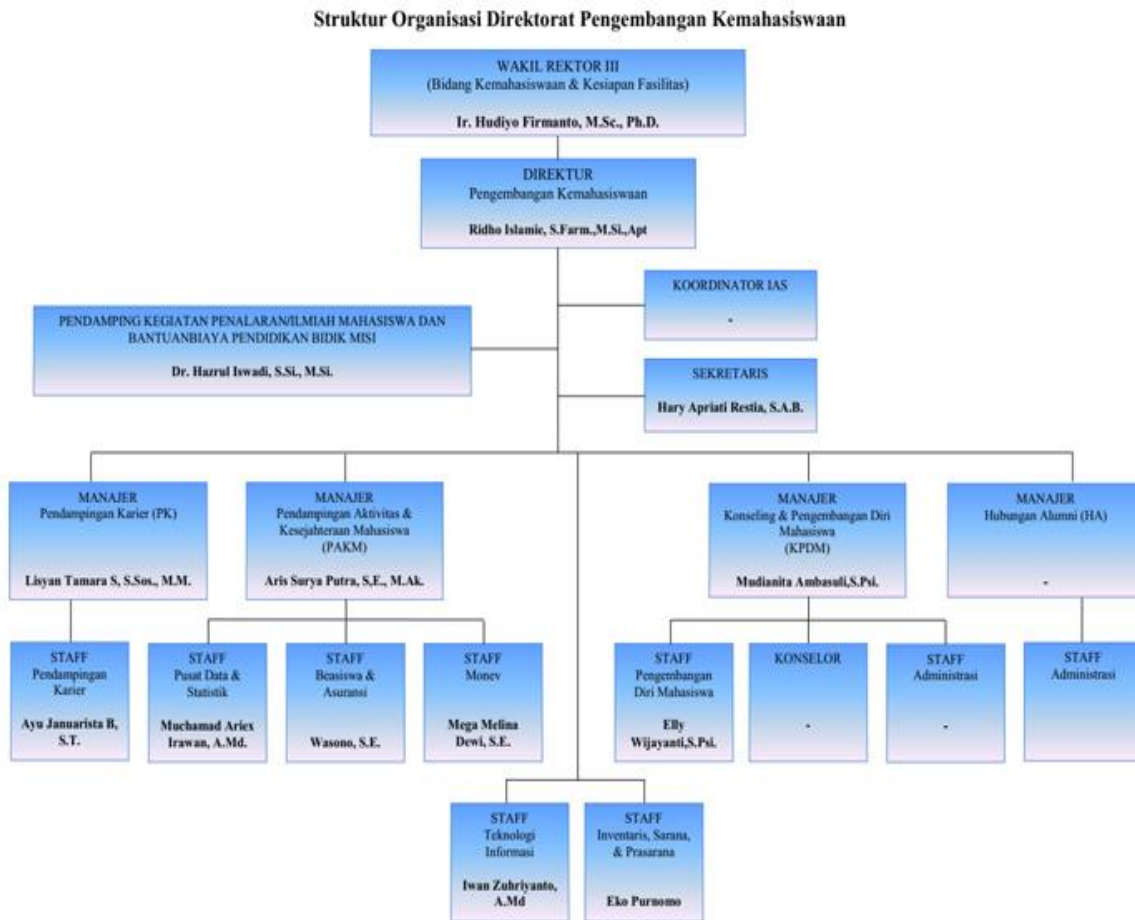 Struktur Organisasi Direktorat Pengembangan Kemahasiswaan
WAKIL REKTOR III
(Bidang Kemahasiswaan & Kesiapan Fasilitas)
Ir. Hudiyo Firmanto, M.Sc., Ph.D.
DIREKTUR
Pengembangan Kemahasiswaan
Ridho Islamie, S.Farm.,M.Si.,Apt
KOORDINATOR IAS
-
PENDAMPING KEGIATAN PENALARAN/ILMIAH MAHASISWA DAN
BANTUANBIAYA PENDIDIKAN BIDIK MISI
Dr. Hazrul Iswadi, S.Si., M.Si.
SEKRETARIS
Hary Apriati Restia, S.A.B.
MANAJER
Pendampingan Karier (PK)
Lisyan Tamara S, S.Sos., M.M.
MANAJER
Pendampingan Aktivitas &
Kesejahteraan Mahasiswa
(PAKM)
Aris Surya Putra, S,E., M.Ak.
MANAJER
Konseling & Pengembangan Diri
Mahasiswa
(KPDM)
Mudianita Ambasuli,S.Psi.
MANAJER
Hubungan Alumni (HA)
-
STAFF
Pendampingan
Karier
Ayu Januarista B,
S.T.
STAFF
Pusat Data &
Statistik
Muchamad Ariex
Irawan, A.Md.
STAFF
Beasiswa &
Asuransi
Wasono, S.E.
STAFF
Monev
Mega Melina
Dewi, S.E.
STAFF
Pengembangan
Diri Mahasiswa
Elly
Wijayanti,S.Psi.
KONSELOR
-
STAFF
Administrasi
-
STAFF
Administrasi
STAFF
Teknologi
Informasi
Iwan Zuhriyanto,
A.Md
STAFF
Inventaris, Sarana,
& Prasarana
Eko Purnomo